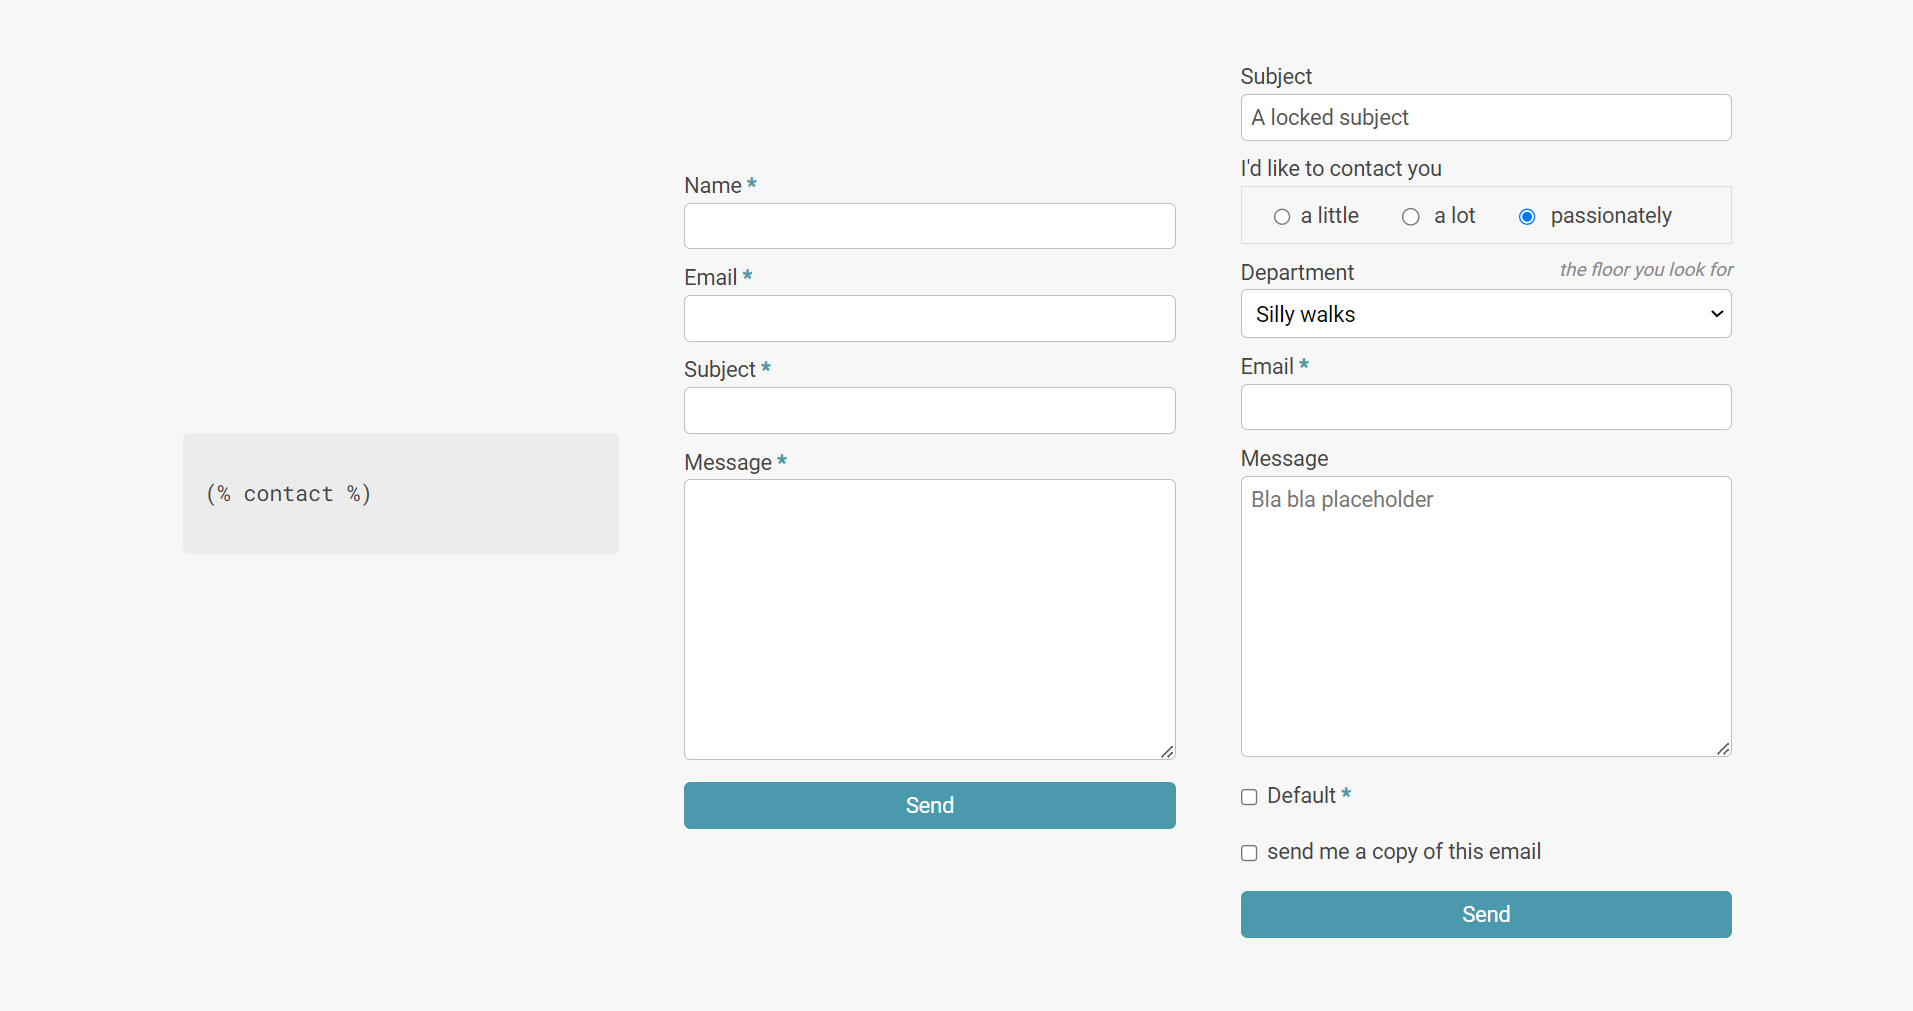 (% contact %)
Name *
Email *
Subject *
Message *
Send
Subject
A locked subject
I'd like to contact you
a little a lot passionately
Department the floor you look for
Silly walks
Email *
Message
Bla bla placeholder
Default *
send me a copy of this email
Send